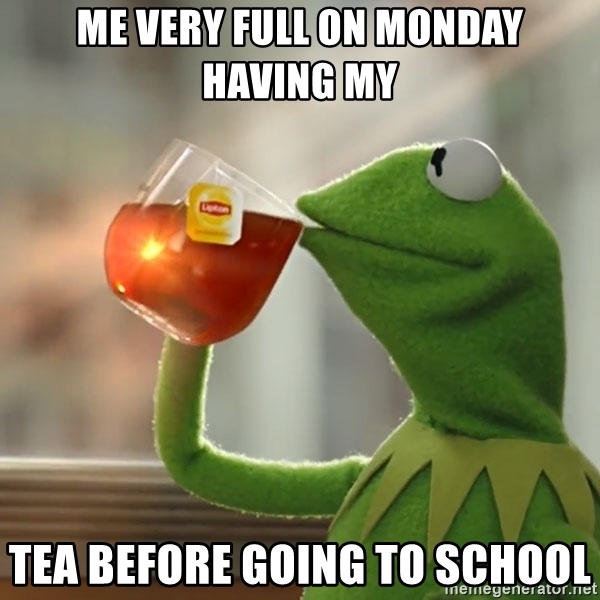 ME VERY FULL ON MONDAY
HAVING MY
Lipton
TEA BEFORE GOING TO SCHOOL
memegenerator.net